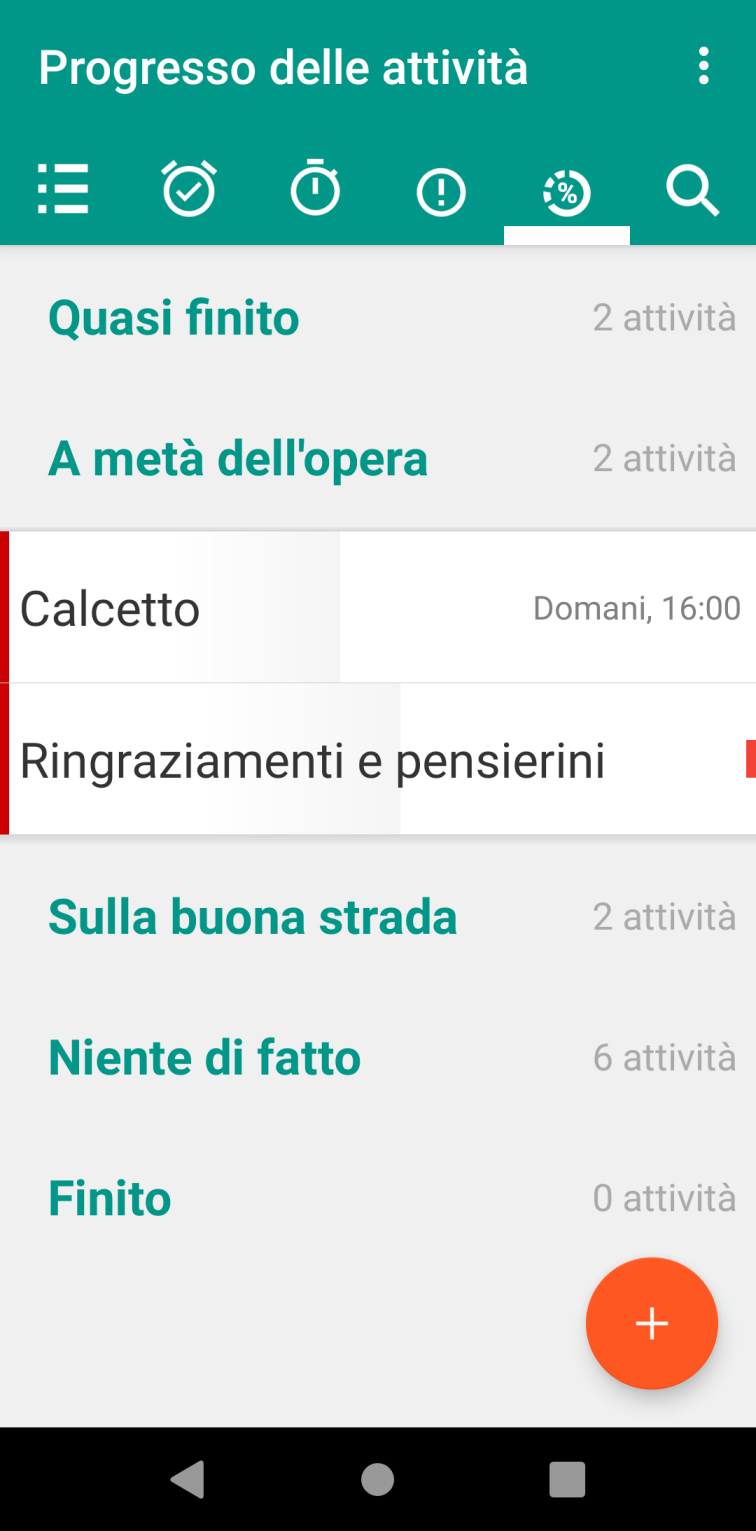 Progresso delle attività
%
Quasi finito 2 attività
A metà dell'opera 2 attività
Calcetto Domani, 16:00
Ringraziamenti e pensierini
Sulla buona strada 2 attività
Niente di fatto 6 attività
Finito 0 attività
+